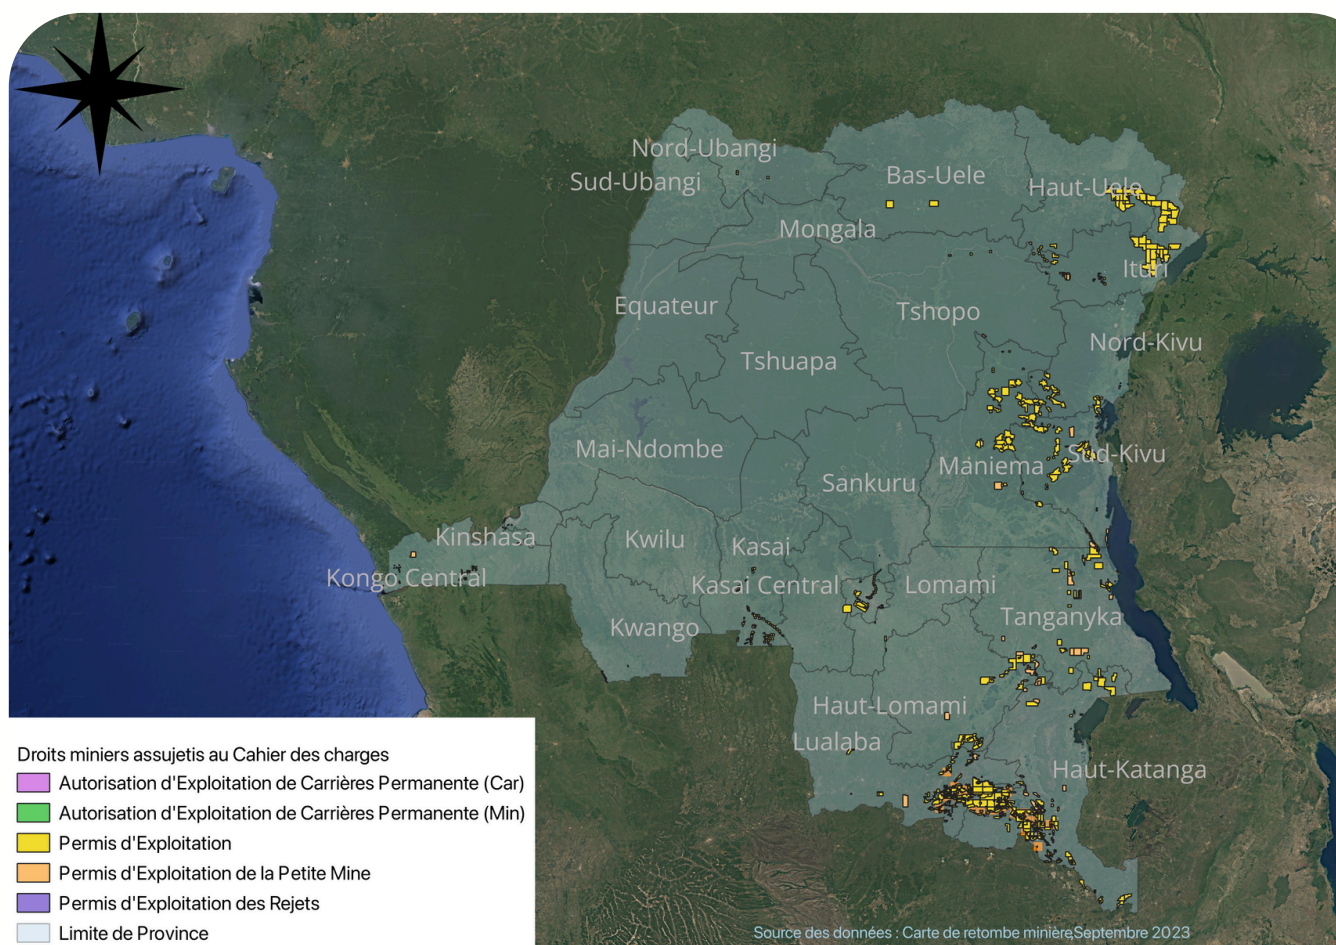 Nord-Ubangi
Sud-Ubangi
Bas-Uele
Haut-Uele
Mongala
Ituri
Equateur
Tshopo
Nord-Kivu
Tshuapa
Mai-Ndombe
Sankuru
Maniema
Sud-Kivu
Kinshasa
Kwilu
Kasai
Kongo Central
Kasai Central
Lomami
Kwango
Tanganyka
Haut-Lomami
Lualaba
Haut-Katanga
Droits miniers assujetis au Cahier des charges
Autorisation d'Exploitation de Carrières Permanente (Car)
Autorisation d'Exploitation de Carrières Permanente (Min)
Permis d'Exploitation
Permis d'Exploitation de la Petite Mine
Permis d'Exploitation des Rejets
Limite de Province
Source des données : Carte de retombe minière,Septembre 2023